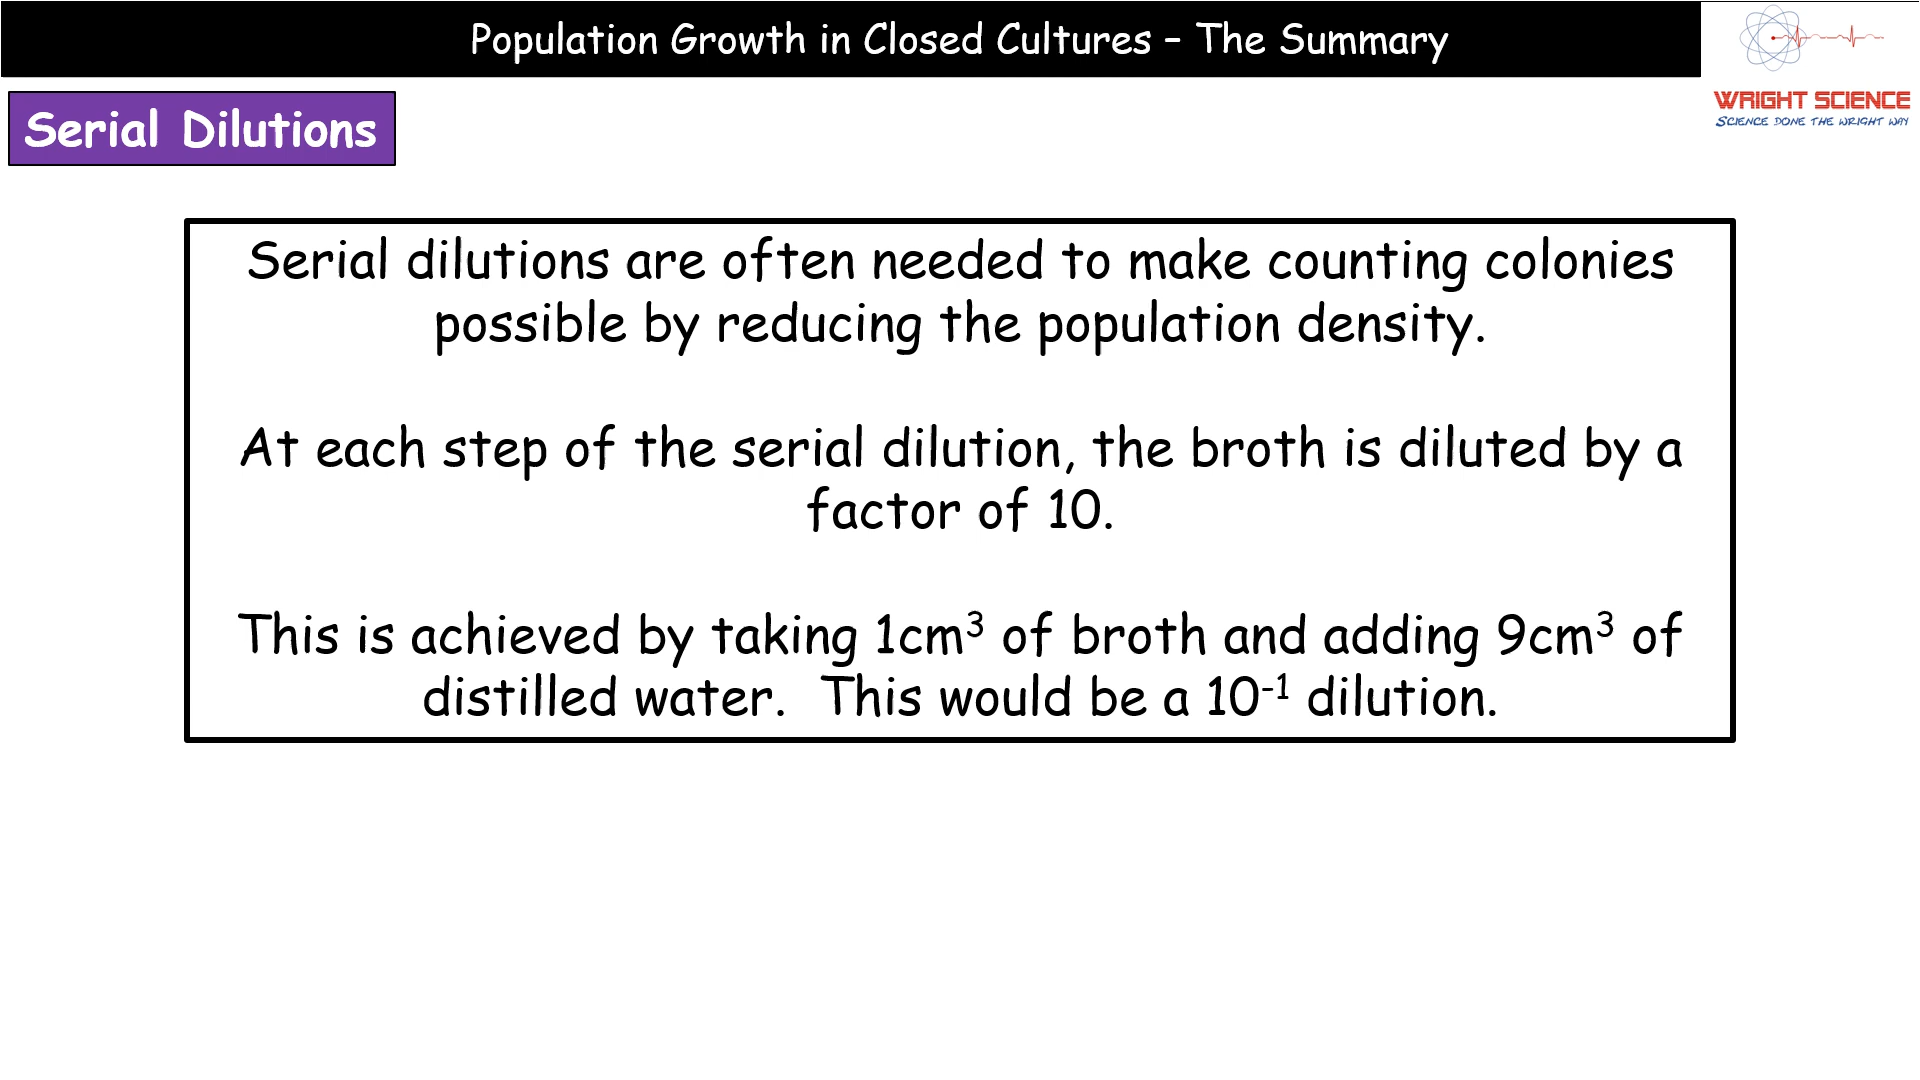 Population Growth in Closed Cultures – The Summary
WRIGHT SCIENCE
SCIENCE DONE THE WRIGHT WAY
Serial Dilutions
Serial dilutions are often needed to make counting colonies
possible by reducing the population density.
At each step of the serial dilution, the broth is diluted by a
factor of 10.
This is achieved by taking 1cm³ of broth and adding 9cm³ of
distilled water.  This would be a 10⁻¹ dilution.